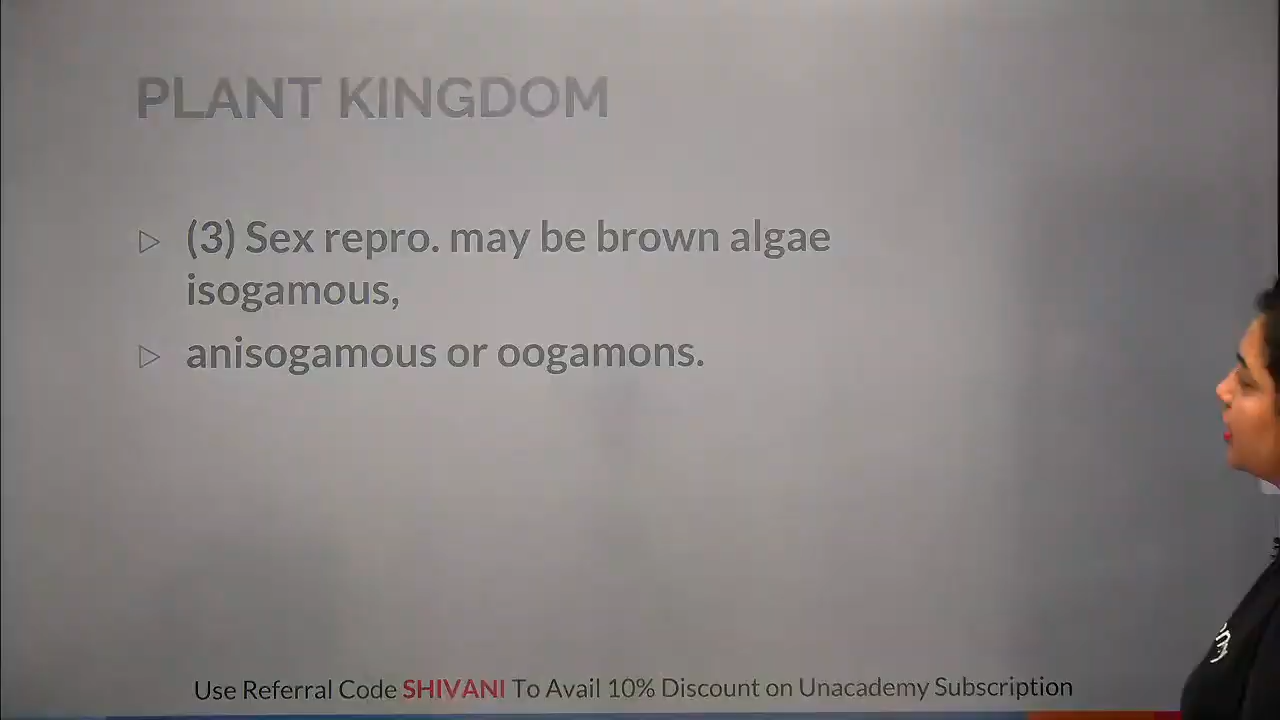 PLANT KINGDOM
(3) Sex repro. may be brown algae
isogamous,
anisogamous or oogamons.
Use Referral Code SHIVANI To Avail 10% Discount on Unacademy Subscription